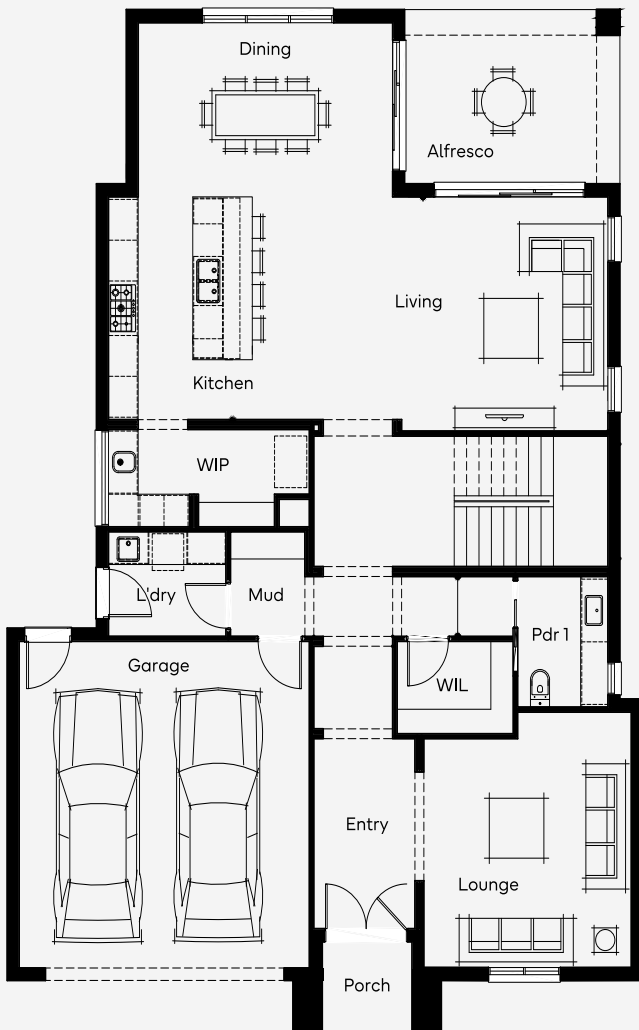 Dining
Alfresco
Living
Kitchen
WIP
L'dry
Mud
Pdr 1
Garage
WIL
Entry
Lounge
Porch